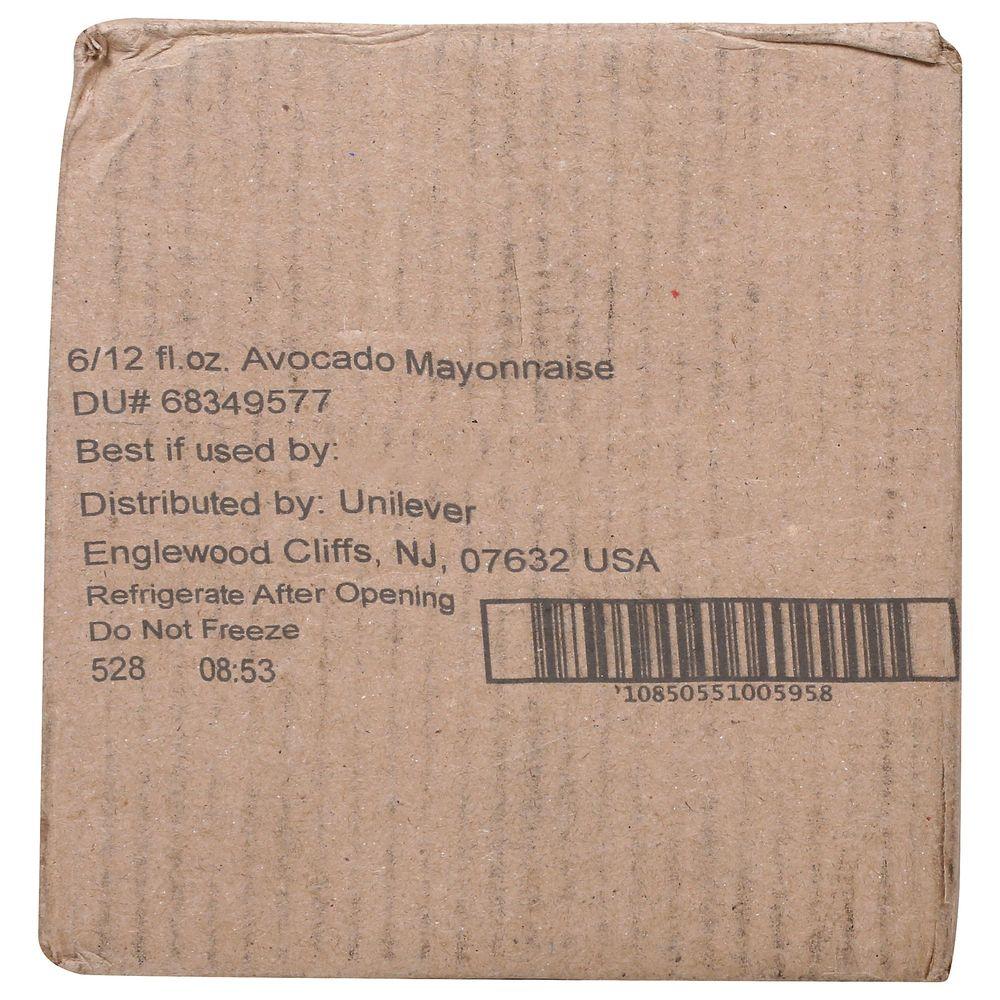 6/12 fl.oz. Avocado Mayonnaise
DU# 68349577
Best if used by:
Distributed by: Unilever
Englewood Cliffs, NJ, 07632 USA
Refrigerate After Opening
Do Not Freeze
528 08:53
'10850551005958